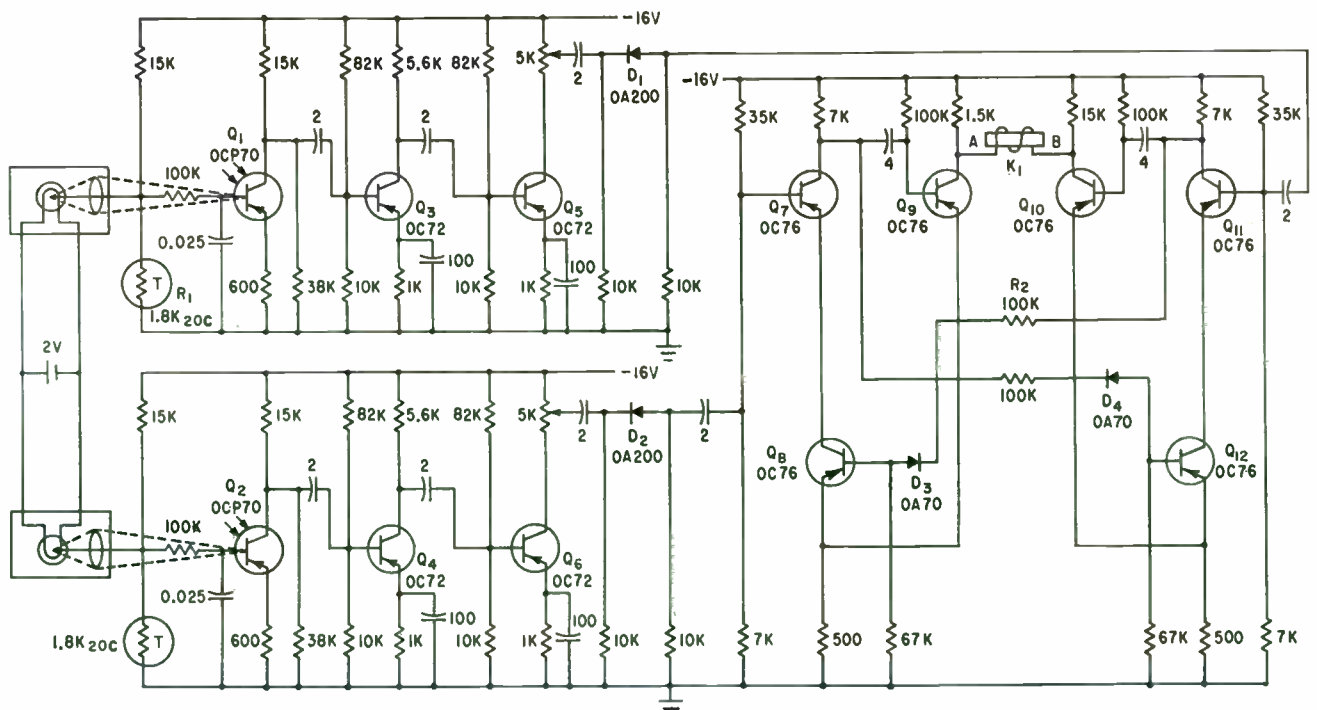 -16V
15K
15K
82K
5.6K
82K
5K
2
D1
OA200
2
2
Q1
OCP70
100K
Q3
OC72
Q5
OC72
0.025
100
100
T
R1
1.8K 20C
600
38K
10K
1K
10K
1K
10K
10K
2V
-16V
35K
7K
100K
1.5K
15K
100K
7K
35K
A
B
K1
4
4
Q7
OC76
Q9
OC76
Q10
OC76
Q11
OC76
2
R2
100K
100K
D4
OA70
Q8
OC76
D3
OA70
Q12
OC76
500
67K
67K
500
7K
-16V
15K
15K
82K
5.6K
82K
5K
2
D2
OA200
2
2
2
Q2
OCP70
100K
Q4
OC72
Q6
OC72
0.025
100
100
1.8K 20C
T
600
38K
10K
1K
10K
1K
10K
10K
7K